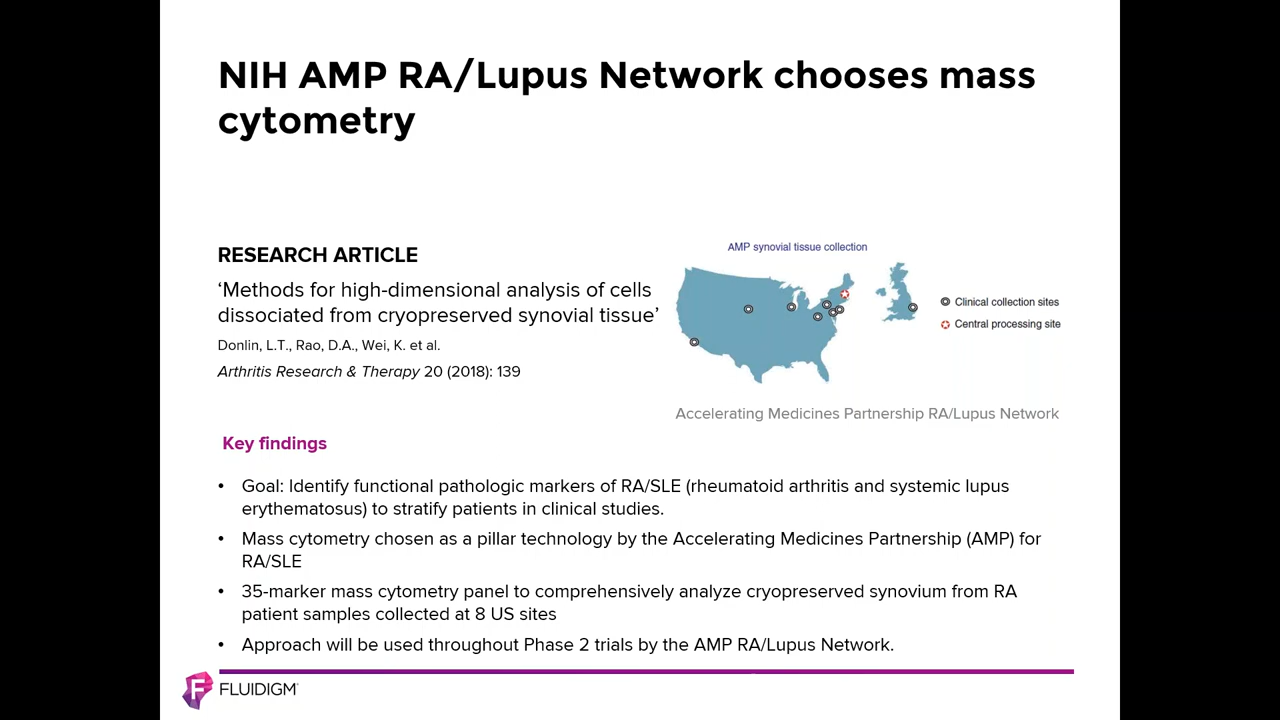 NIH AMP RA/Lupus Network chooses mass
cytometry
RESEARCH ARTICLE
‘Methods for high-dimensional analysis of cells
dissociated from cryopreserved synovial tissue’
Donlin, L.T., Rao, D.A., Wei, K. et al.
Arthritis Research & Therapy 20 (2018): 139
AMP synovial tissue collection
Clinical collection sites
Central processing site
Accelerating Medicines Partnership RA/Lupus Network
Key findings
• Goal: Identify functional pathologic markers of RA/SLE (rheumatoid arthritis and systemic lupus
erythematosus) to stratify patients in clinical studies.
• Mass cytometry chosen as a pillar technology by the Accelerating Medicines Partnership (AMP) for
RA/SLE
• 35-marker mass cytometry panel to comprehensively analyze cryopreserved synovium from RA
patient samples collected at 8 US sites
• Approach will be used throughout Phase 2 trials by the AMP RA/Lupus Network.
F FLUIDIGM